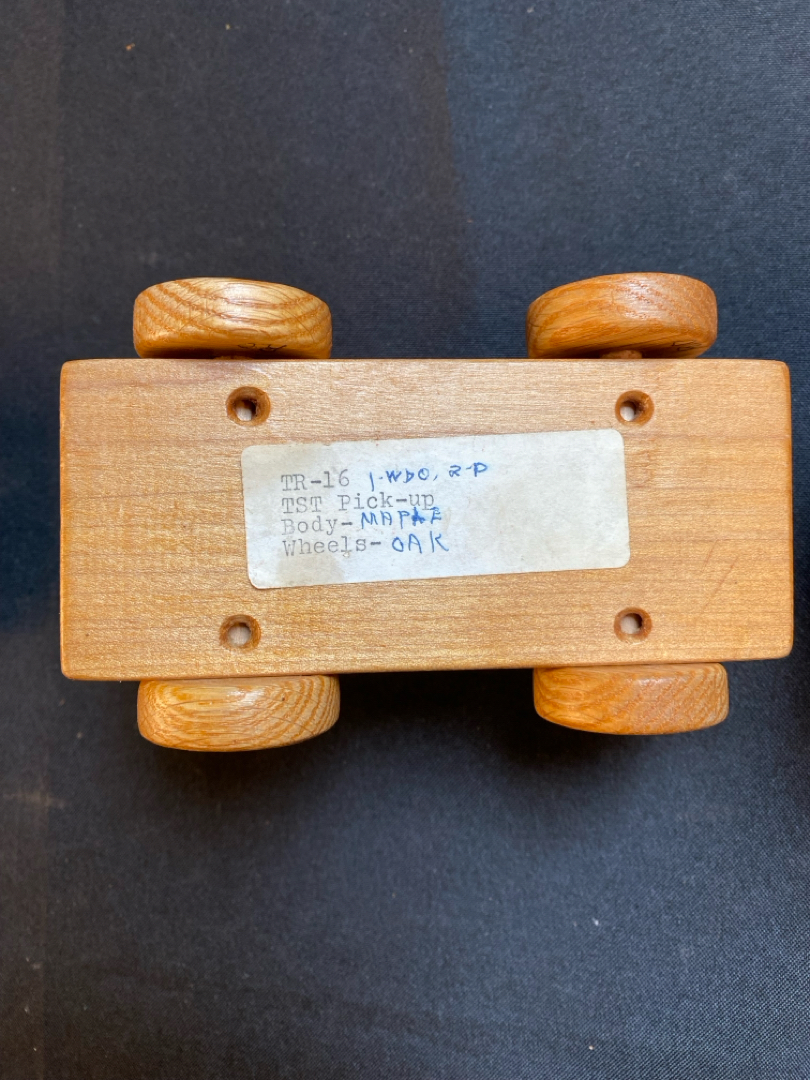 TR-16 1-WDO, 2-P
TST Pick-up
Body-MAPLE
Wheels-OAK